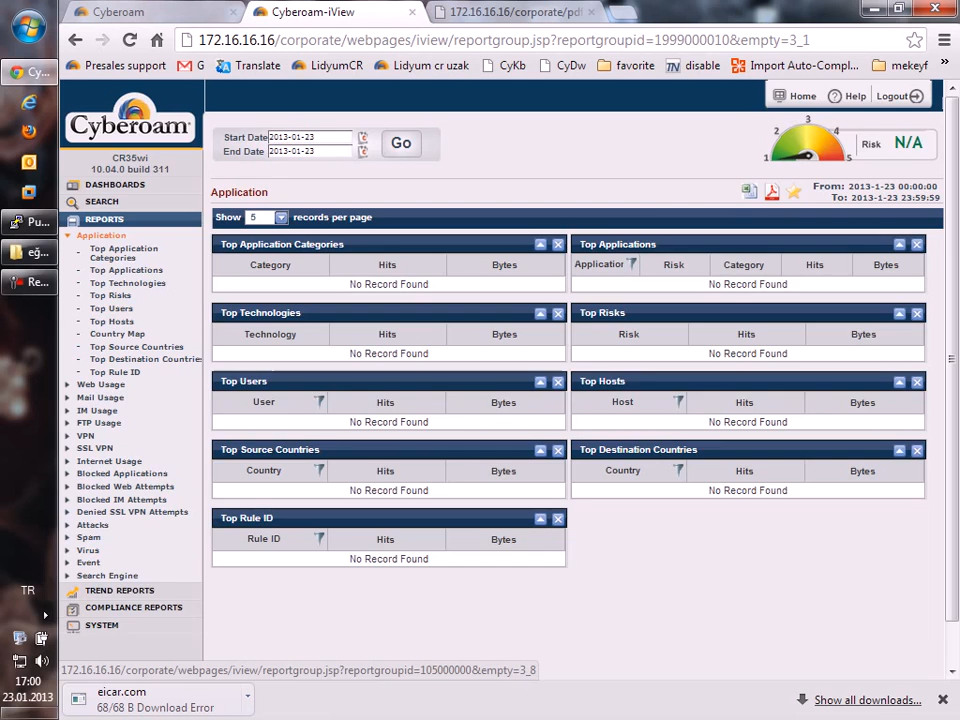 Cyberoam
Cyberoam-iView
172.16.16.16/corporate/pdf
172.16.16.16/corporate/webpages/iview/reportgroup.jsp?reportgroupid=1999000010&empty=3_1
Presales support
G
Translate
LidyumCR
Lidyum cr uzak
CyKb
CyDw
favorite
disable
Import Auto-Compl...
mekeyf
»
Cy...
Pu...
eğ...
Re...
TR
17:00
23.01.2013
Cyberoam
CR35wi
10.04.0 build 311
DASHBOARDS
SEARCH
REPORTS
Application
- Top Application Categories
- Top Applications
- Top Technologies
- Top Risks
- Top Users
- Top Hosts
- Country Map
- Top Source Countries
- Top Destination Countries
- Top Rule ID
Web Usage
Mail Usage
IM Usage
FTP Usage
VPN
SSL VPN
Internet Usage
Blocked Applications
Blocked Web Attempts
Blocked IM Attempts
Denied SSL VPN Attempts
Attacks
Spam
Virus
Event
Search Engine
TREND REPORTS
COMPLIANCE REPORTS
SYSTEM
Home
Help
Logout
Start Date 2013-01-23
End Date 2013-01-23
Go
1 2 3 4 5
Risk N/A
Application
From: 2013-1-23 00:00:00
To: 2013-1-23 23:59:59
Show 5 records per page
Top Application Categories
Category Hits Bytes
No Record Found
Top Applications
Application Risk Category Hits Bytes
No Record Found
Top Technologies
Technology Hits Bytes
No Record Found
Top Risks
Risk Hits Bytes
No Record Found
Top Users
User Hits Bytes
No Record Found
Top Hosts
Host Hits Bytes
No Record Found
Top Source Countries
Country Hits Bytes
No Record Found
Top Destination Countries
Country Hits Bytes
No Record Found
Top Rule ID
Rule ID Hits Bytes
No Record Found
172.16.16.16/corporate/webpages/iview/reportgroup.jsp?reportgroupid=105000000&empty=3_8
eicar.com
68/68 B Download Error
Show all downloads...